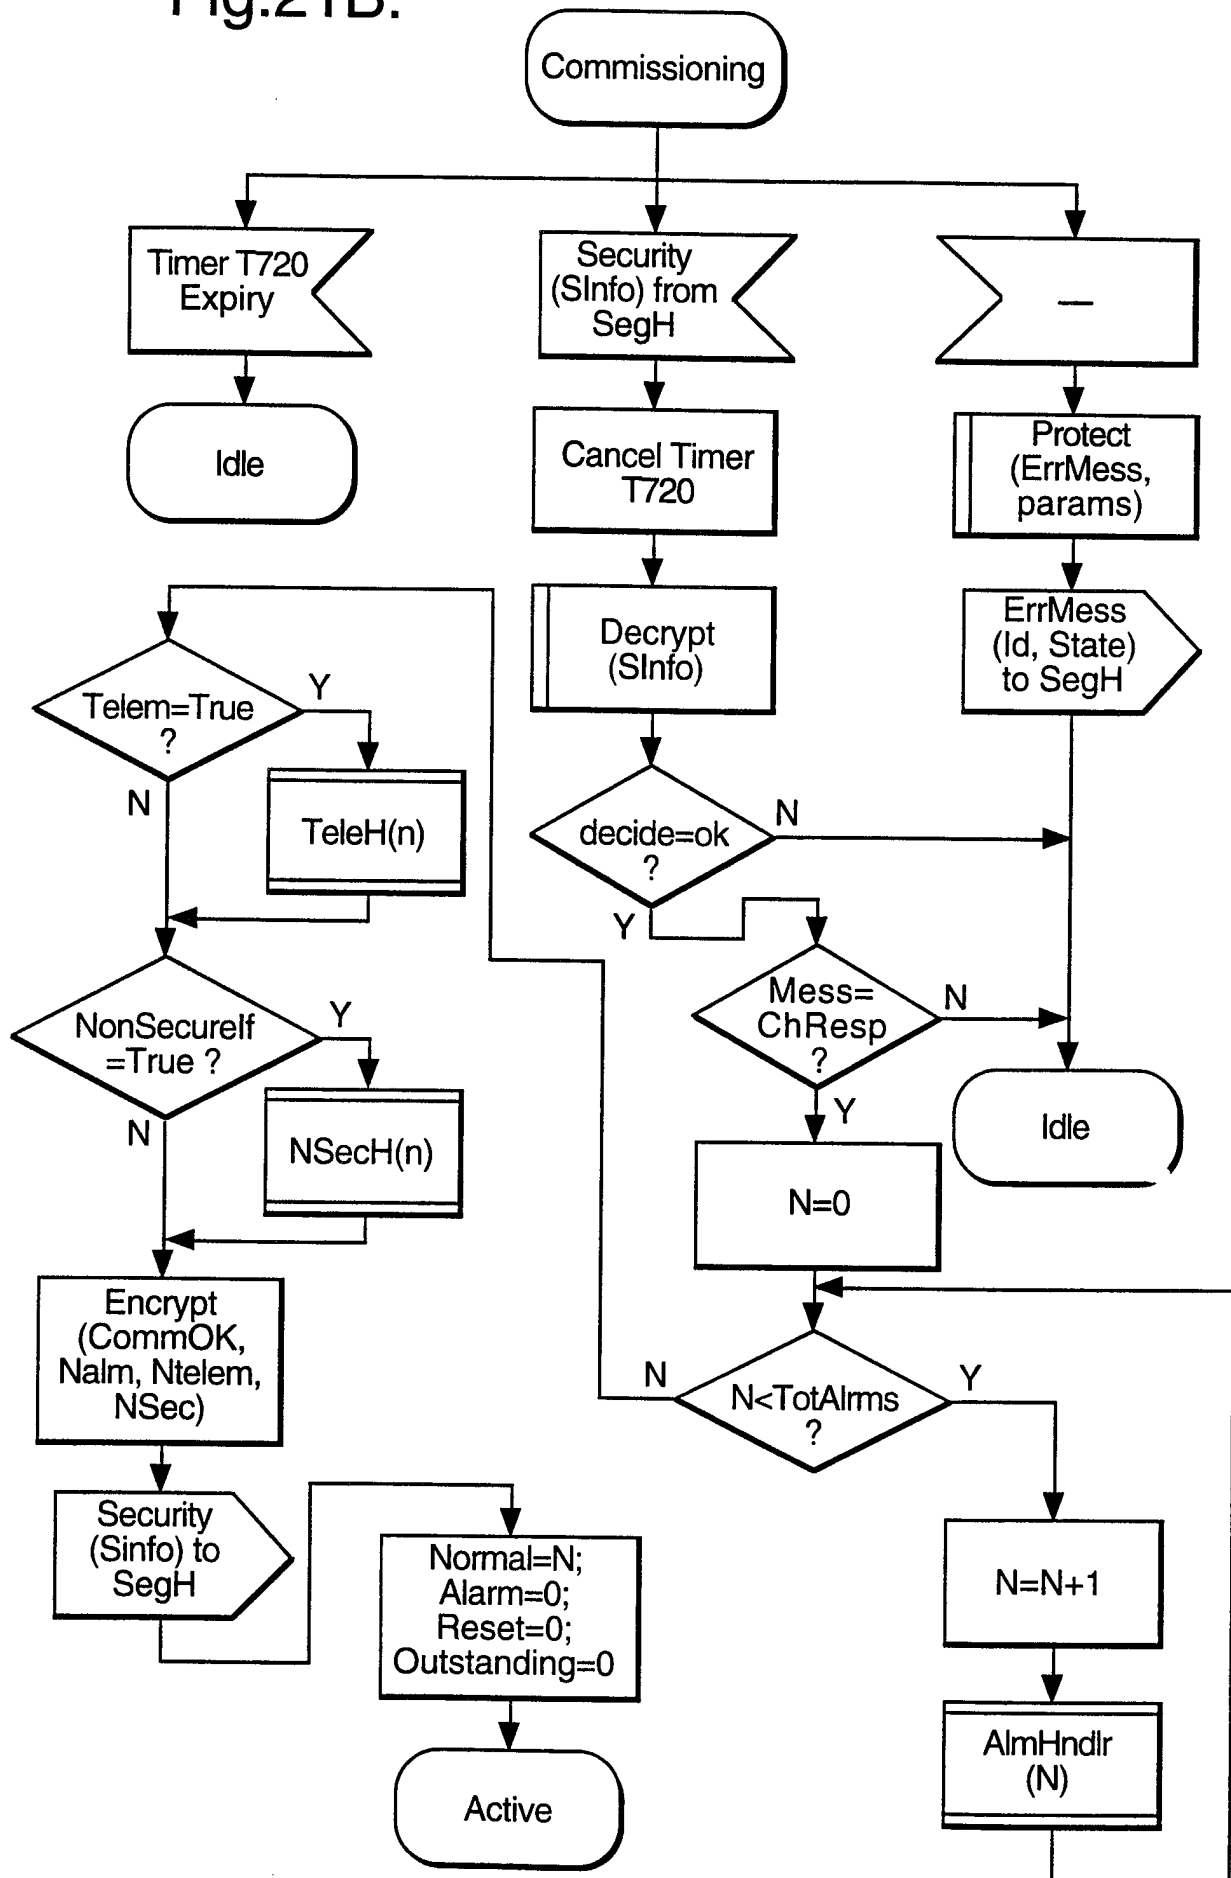 Fig.21B.
Commissioning
Timer T720
Expiry
Idle
Security
(SInfo) from
SegH
Cancel Timer
T720
Decrypt
(SInfo)
decide=ok
?
N
Y
Mess=
ChResp
?
N
Y
—
Protect
(ErrMess,
params)
ErrMess
(Id, State)
to SegH
Idle
N=0
N<TotAlrms
?
N
Y
N=N+1
AlmHndlr
(N)
Telem=True
?
Y
N
TeleH(n)
NonSecureIf
=True ?
Y
N
NSecH(n)
Encrypt
(CommOK,
Nalm, Ntelem,
NSec)
Security
(Sinfo) to
SegH
Normal=N;
Alarm=0;
Reset=0;
Outstanding=0
Active